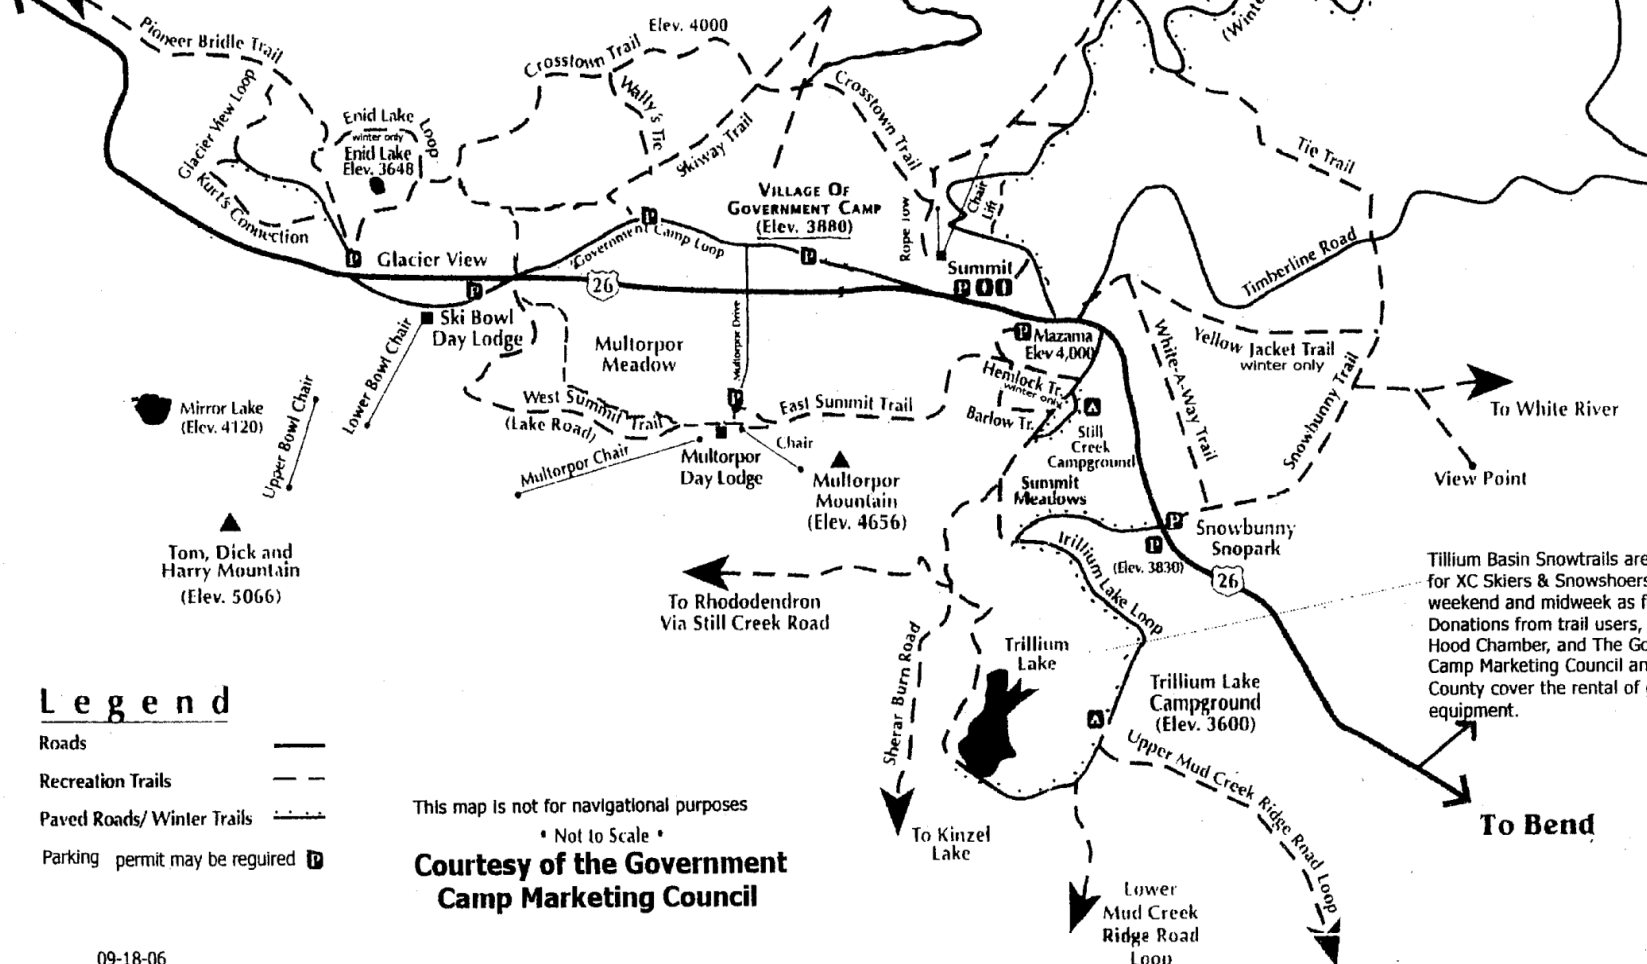 Elev. 4000
(Winte
Pioneer Bridle Trail
Crosstown Trail
Wally's Tie
Crosstown Trail
Glacier View Loop
Enid Lake
Loop
winter only
Enid Lake
Elev. 3648
Skiway Trail
Tie Trail
Kurt's Connection
Village Of
Government Camp
(Elev. 3880)
Chair
Lift
Rope Tow
Glacier View
Government Camp Loop
Summit
Timberline Road
26
Ski Bowl
Day Lodge
Multorpor
Meadow
Multorpor Drive
Mazama
Elev 4,000
White-A-Way Trail
Yellow Jacket Trail
winter only
Snowbunny Trail
Lower Bowl Chair
Upper Bowl Chair
Mirror Lake
(Elev. 4120)
West Summit Trail
(Lake Road)
East Summit Trail
Hemlock Tr.
winter only
Barlow Tr.
To White River
Still
Creek
Campground
Multorpor Chair
Multorpor
Day Lodge
Chair
Multorpor
Mountain
(Elev. 4656)
Summit
Meadows
View Point
Tom, Dick and
Harry Mountain
(Elev. 5066)
Snowbunny
Snopark
(Elev. 3830)
26
Trillium Lake Loop
To Rhododendron
Via Still Creek Road
Tillium Basin Snowtrails are
for XC Skiers & Snowshoers
weekend and midweek as f
Donations from trail users,
Hood Chamber, and The Go
Camp Marketing Council an
County cover the rental of
equipment.
Sherar Burn Road
Trillium
Lake
Trillium Lake
Campground
(Elev. 3600)
Upper Mud Creek Ridge Road Loop
Legend
Roads
Recreation Trails
Paved Roads/ Winter Trails
Parking permit may be reguired P
This map is not for navigational purposes
• Not to Scale •
Courtesy of the Government
Camp Marketing Council
To Kinzel
Lake
To Bend
Lower
Mud Creek
Ridge Road
Loop
09-18-06